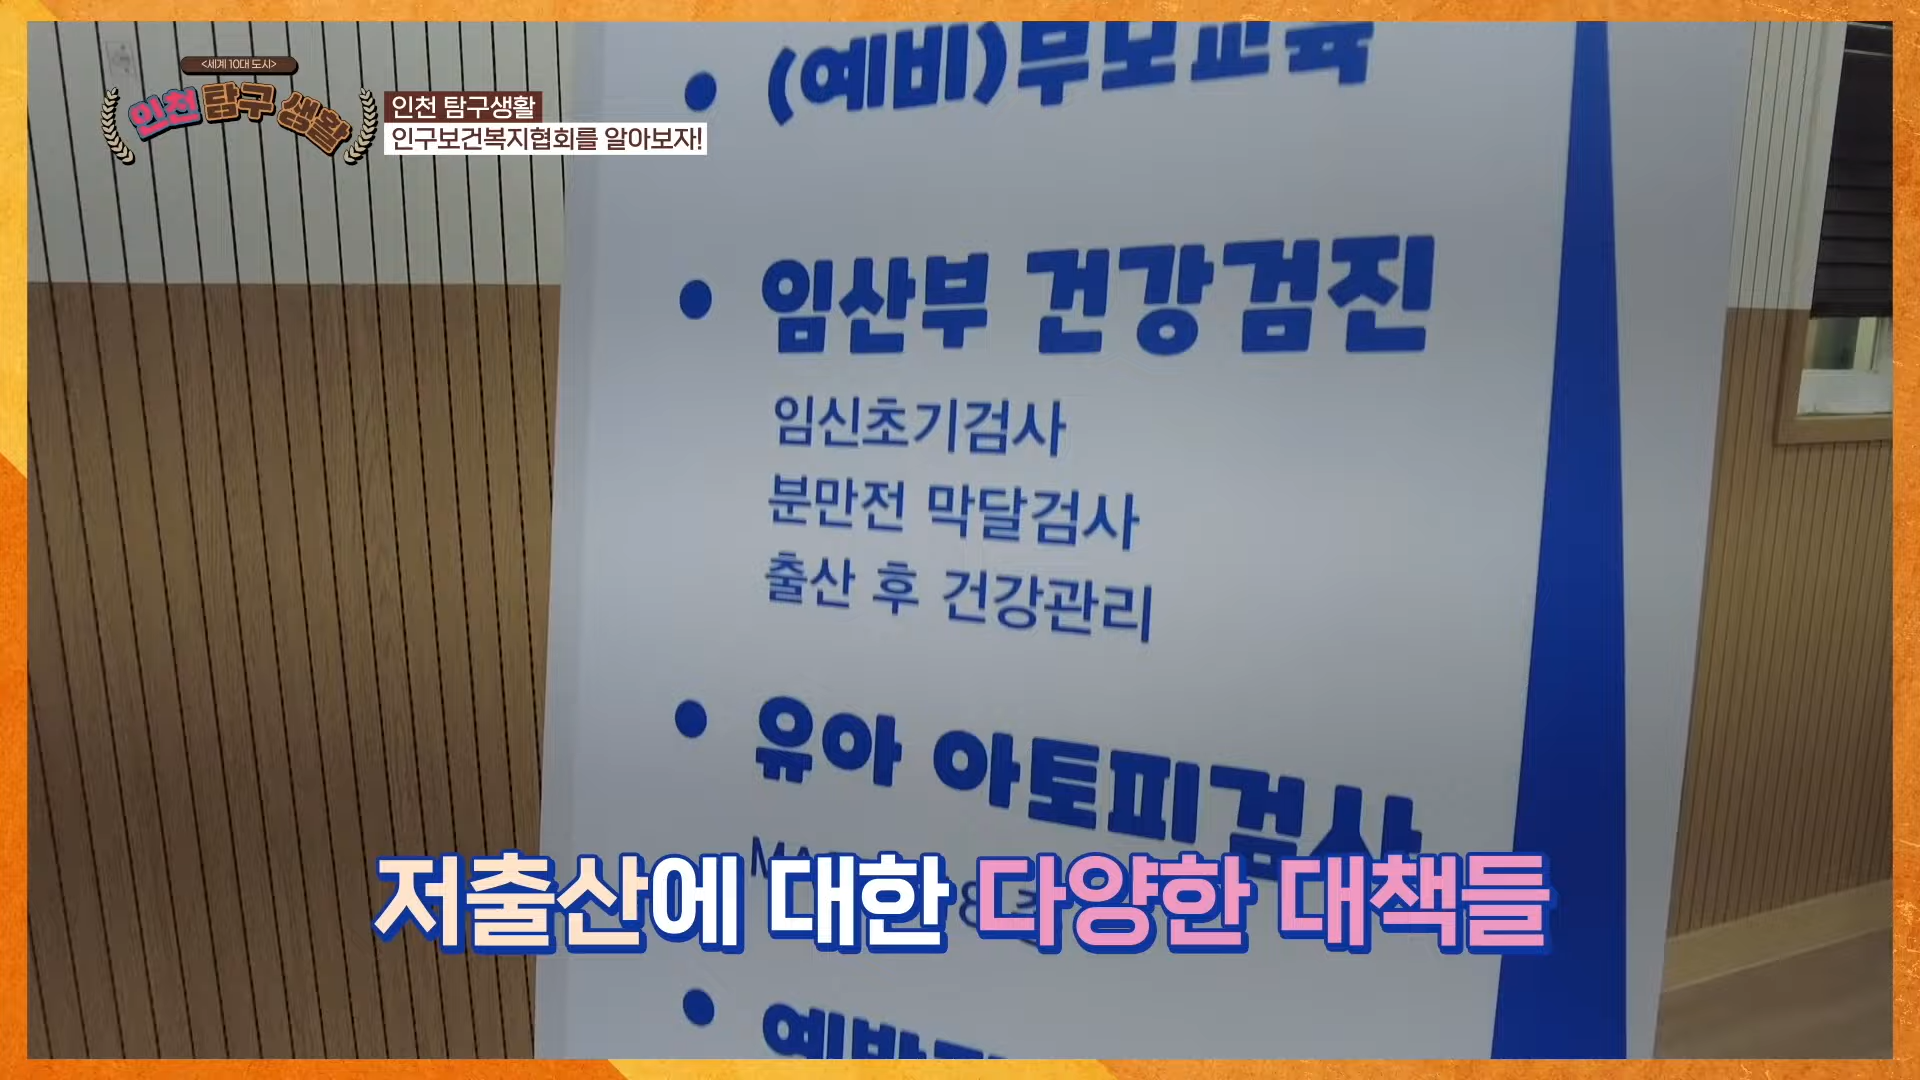 <세계 10대 도시>
인천 탐구 생활
인천 탐구생활
인구보건복지협회를 알아보자!
• (예비)부모교육
• 임산부 건강검진
임신초기검사
분만전 막달검사
출산 후 건강관리
• 유아 아토피검사
저출산에 대한 다양한 대책들